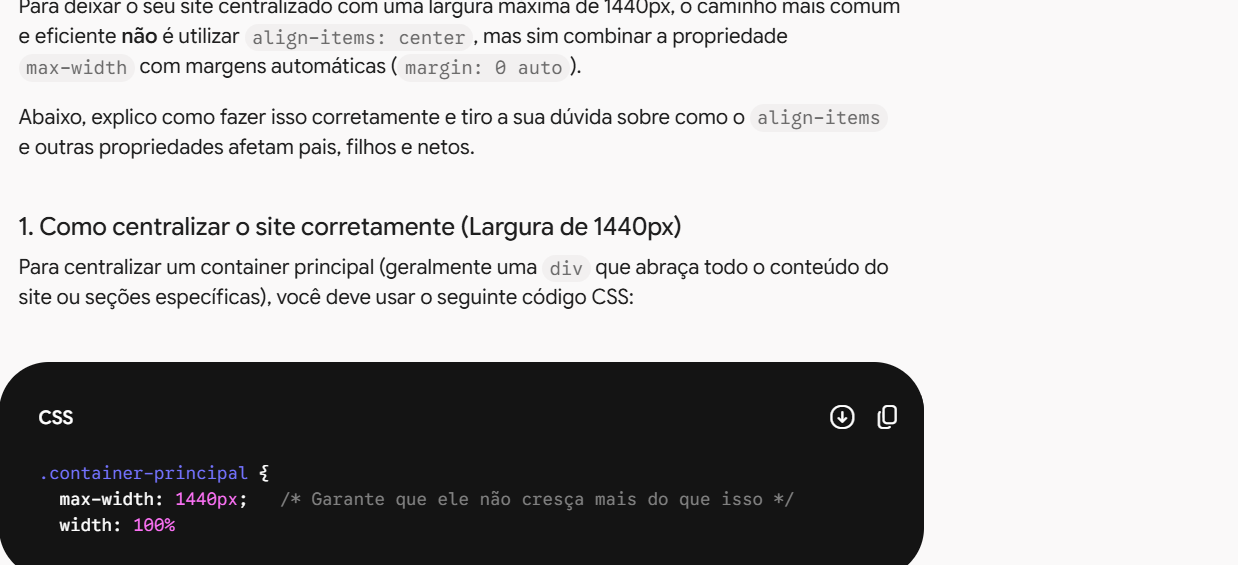 Para deixar o seu site centralizado com uma largura máxima de 1440px, o caminho mais comum
e eficiente não é utilizar align-items: center, mas sim combinar a propriedade
max-width com margens automáticas (margin: 0 auto).
Abaixo, explico como fazer isso corretamente e tiro a sua dúvida sobre como o align-items
e outras propriedades afetam pais, filhos e netos.
1. Como centralizar o site corretamente (Largura de 1440px)
Para centralizar um container principal (geralmente uma div que abraça todo o conteúdo do
site ou seções específicas), você deve usar o seguinte código CSS:
CSS
.container-principal {
max-width: 1440px; /* Garante que ele não cresça mais do que isso */
width: 100%